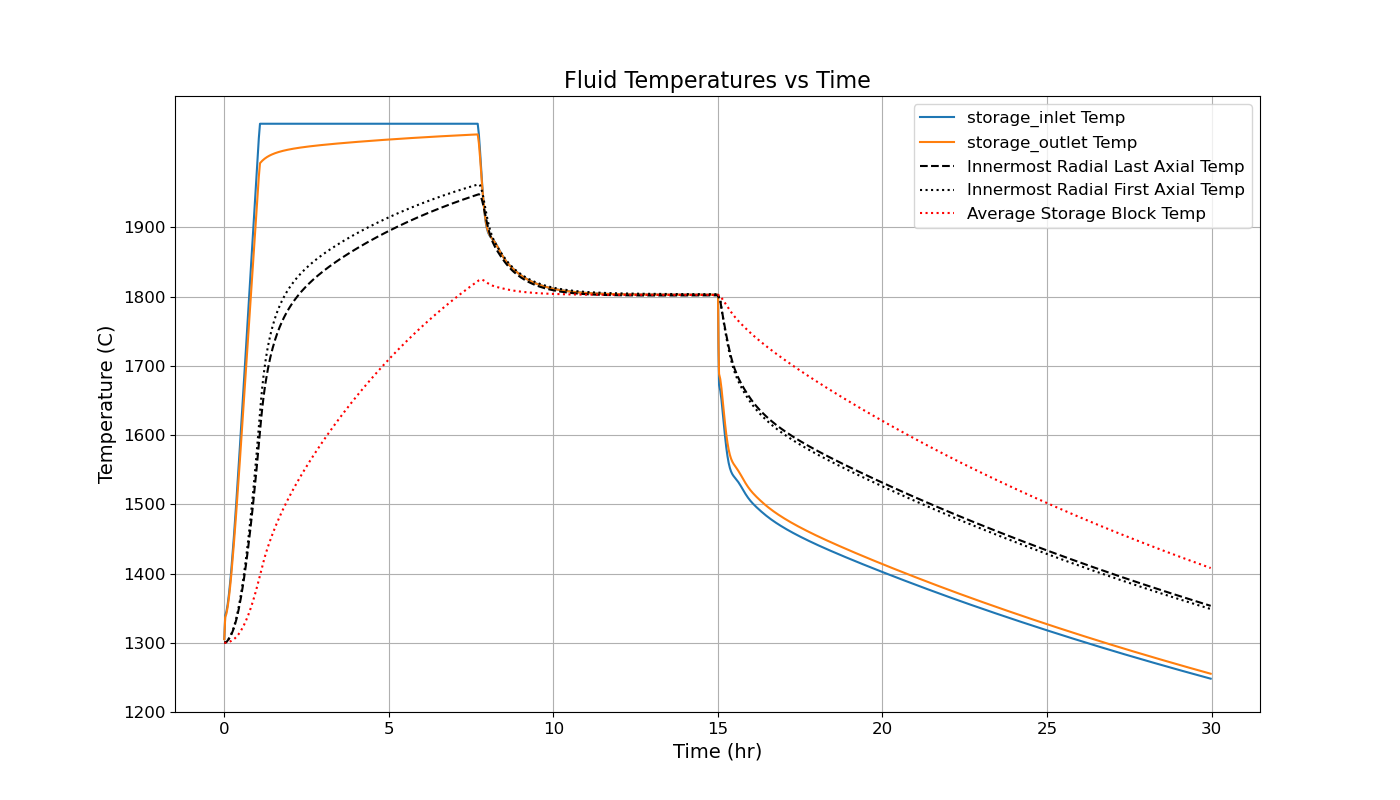 Fluid Temperatures vs Time
storage_inlet Temp
storage_outlet Temp
Innermost Radial Last Axial Temp
Innermost Radial First Axial Temp
Average Storage Block Temp
Temperature (C)
1900
1800
1700
1600
1500
1400
1300
1200
0 5 10 15 20 25 30
Time (hr)